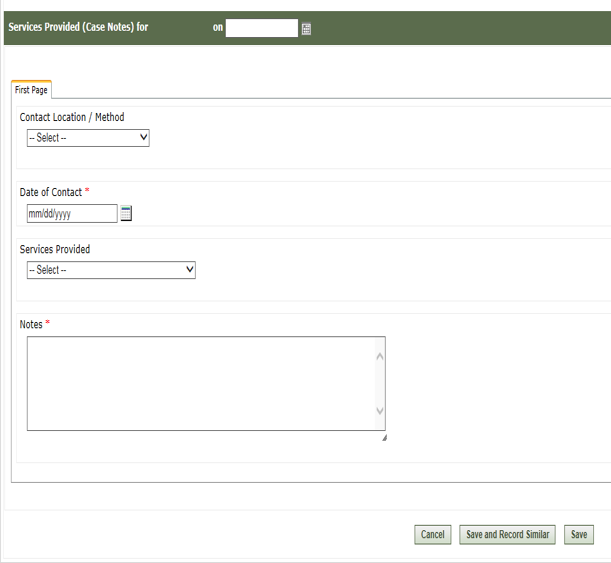 Services Provided (Case Notes) for on
First Page
Contact Location / Method
-- Select --
Date of Contact *
mm/dd/yyyy
Services Provided
-- Select --
Notes *
Cancel Save and Record Similar Save